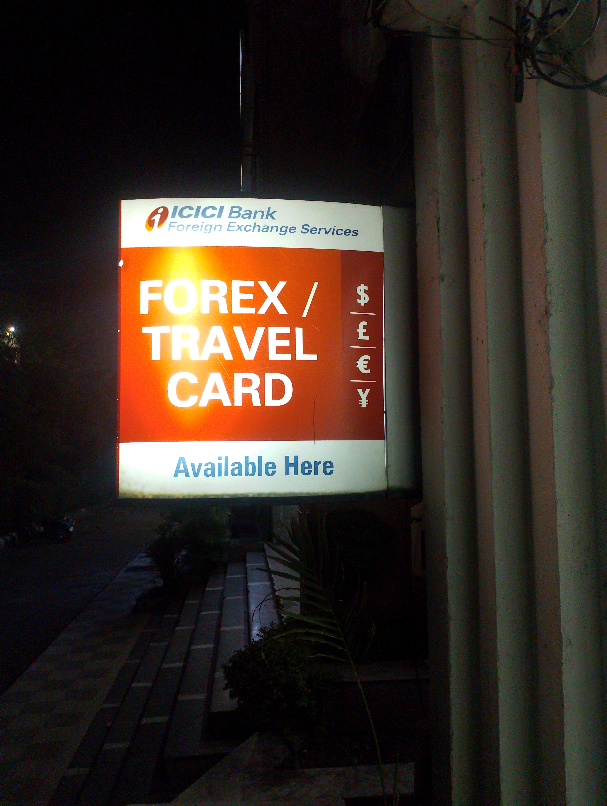 ICICI Bank
Foreign Exchange Services
FOREX /
TRAVEL
CARD
$
£
€
¥
Available Here